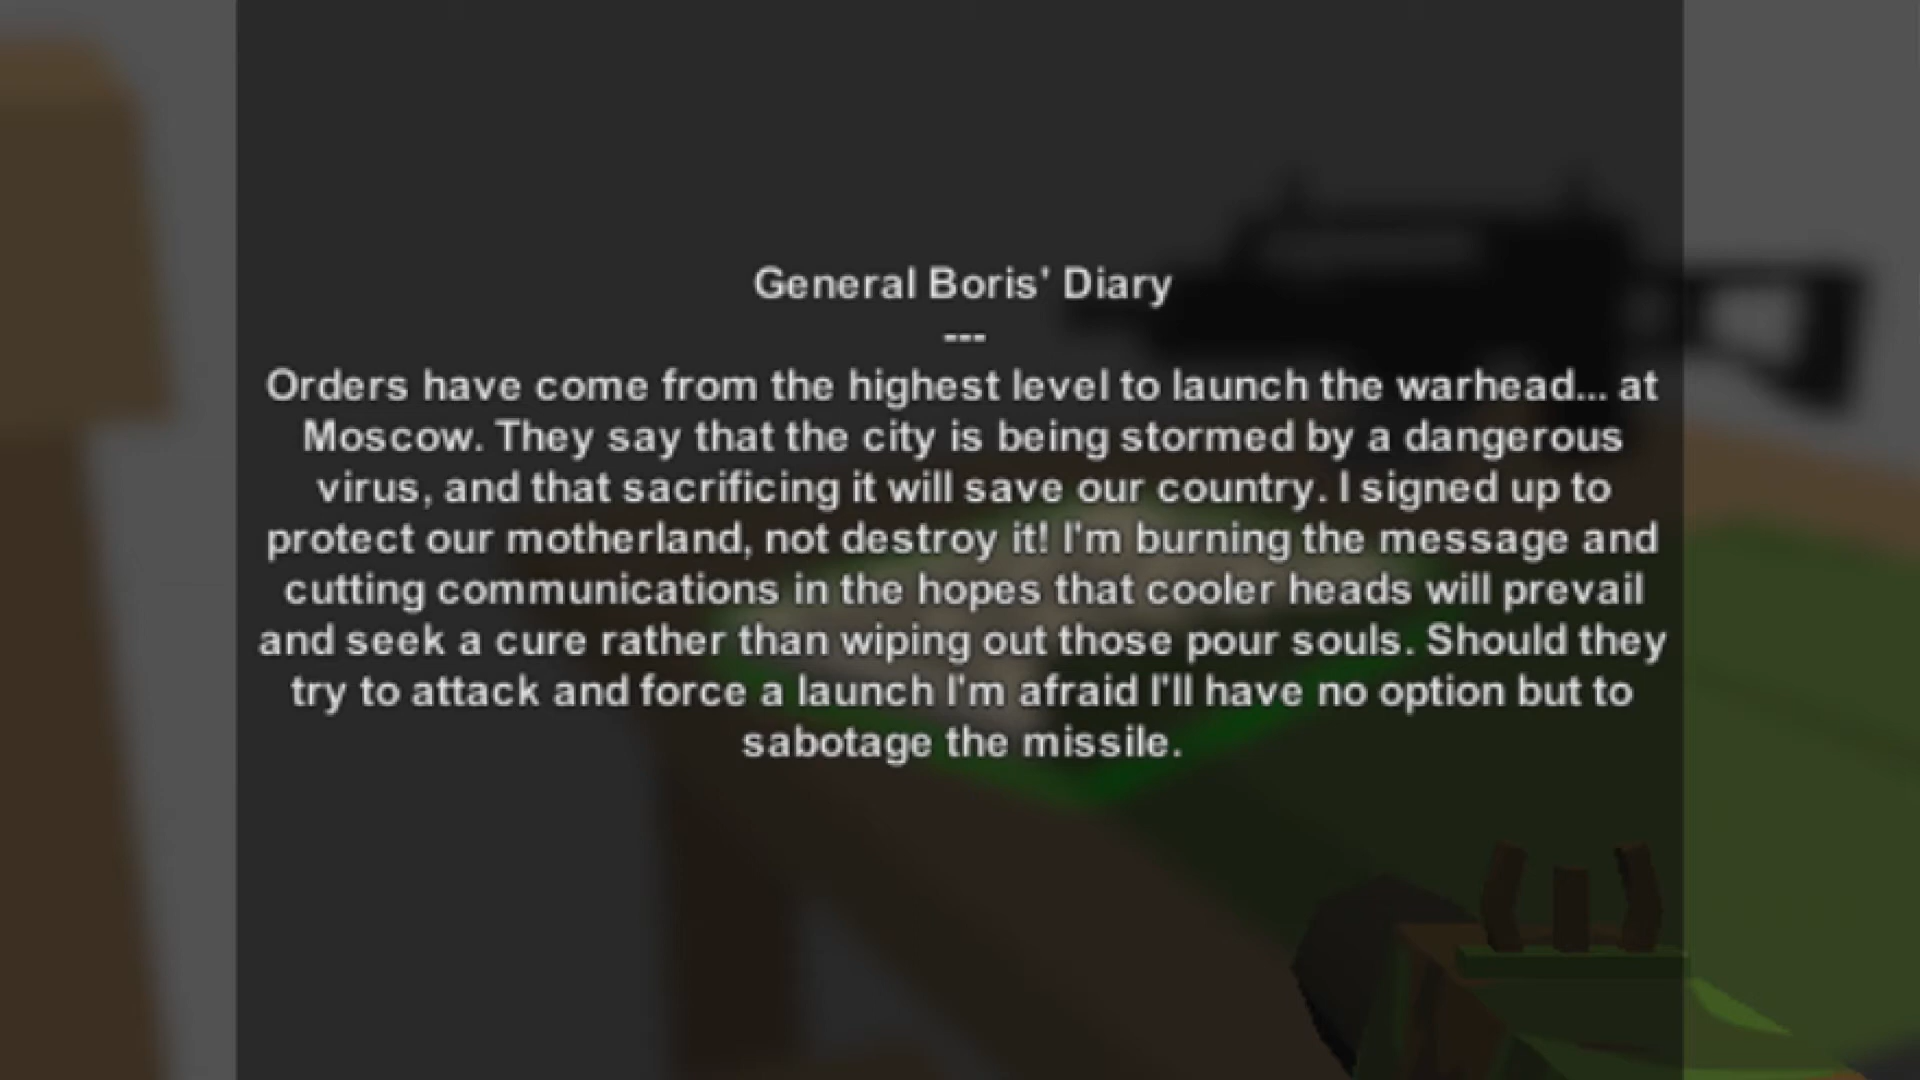 General Boris' Diary
---
Orders have come from the highest level to launch the warhead... at
Moscow. They say that the city is being stormed by a dangerous
virus, and that sacrificing it will save our country. I signed up to
protect our motherland, not destroy it! I'm burning the message and
cutting communications in the hopes that cooler heads will prevail
and seek a cure rather than wiping out those pour souls. Should they
try to attack and force a launch I'm afraid I'll have no option but to
sabotage the missile.